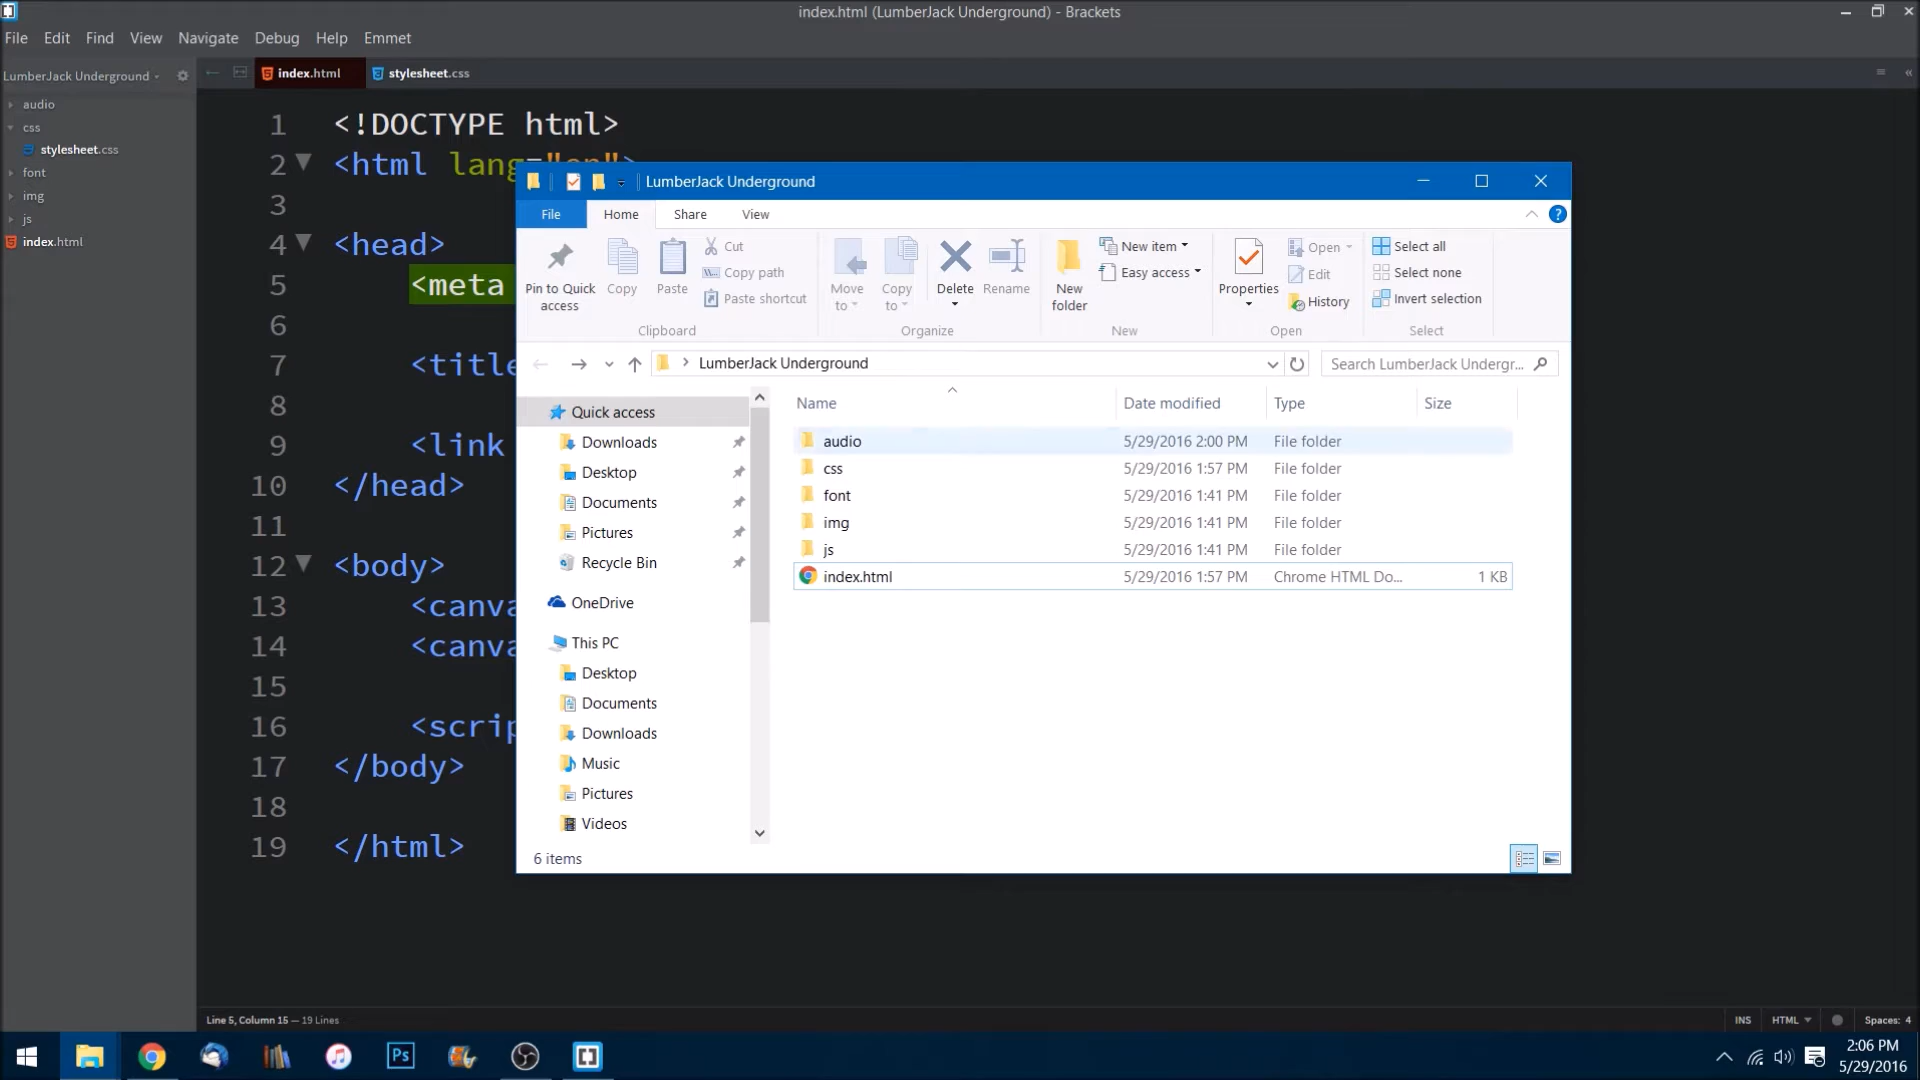 index.html (LumberJack Underground) - Brackets
File Edit Find View Navigate Debug Help Emmet
LumberJack Underground
index.html
stylesheet.css
audio
css
stylesheet.css
font
img
js
index.html
1 <!DOCTYPE html>
2 <html lang="en">
3
4 <head>
5 <meta
6
7 <title
8
9 <link
10 </head>
11
12 <body>
13 <canva
14 <canva
15
16 <scrip
17 </body>
18
19 </html>
LumberJack Underground
File Home Share View
Pin to Quick access
Copy
Paste
Cut
Copy path
Paste shortcut
Clipboard
Move to
Copy to
Delete
Rename
Organize
New folder
New item
Easy access
New
Properties
Open
Edit
History
Open
Select all
Select none
Invert selection
Select
LumberJack Underground
Search LumberJack Undergr...
Quick access
Downloads
Desktop
Documents
Pictures
Recycle Bin
OneDrive
This PC
Desktop
Documents
Downloads
Music
Pictures
Videos
Name Date modified Type Size
audio 5/29/2016 2:00 PM File folder
css 5/29/2016 1:57 PM File folder
font 5/29/2016 1:41 PM File folder
img 5/29/2016 1:41 PM File folder
js 5/29/2016 1:41 PM File folder
index.html 5/29/2016 1:57 PM Chrome HTML Do... 1 KB
6 items
Line 5, Column 15 — 19 Lines
INS HTML Spaces: 4
Ps
2:06 PM
5/29/2016